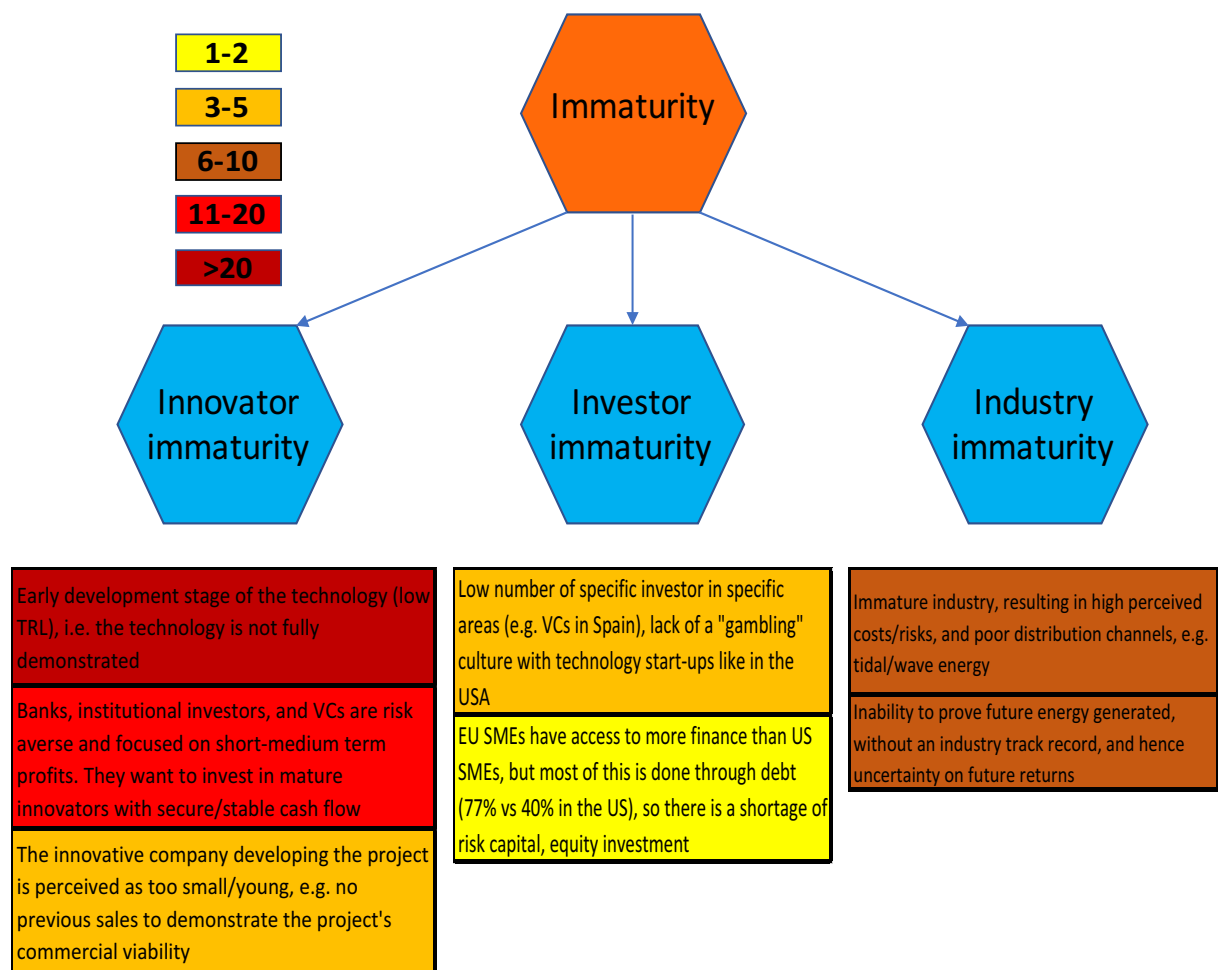 1-2
3-5
6-10
11-20
>20
Immaturity
Innovator
immaturity
Investor
immaturity
Industry
immaturity
Early development stage of the technology (low
TRL), i.e. the technology is not fully
demonstrated
Banks, institutional investors, and VCs are risk
averse and focused on short-medium term
profits. They want to invest in mature
innovators with secure/stable cash flow
The innovative company developing the project
is perceived as too small/young, e.g. no
previous sales to demonstrate the project's
commercial viability
Low number of specific investor in specific
areas (e.g. VCs in Spain), lack of a "gambling"
culture with technology start-ups like in the
USA
EU SMEs have access to more finance than US
SMEs, but most of this is done through debt
(77% vs 40% in the US), so there is a shortage of
risk capital, equity investment
Immature industry, resulting in high perceived
costs/risks, and poor distribution channels, e.g.
tidal/wave energy
Inability to prove future energy generated,
without an industry track record, and hence
uncertainty on future returns